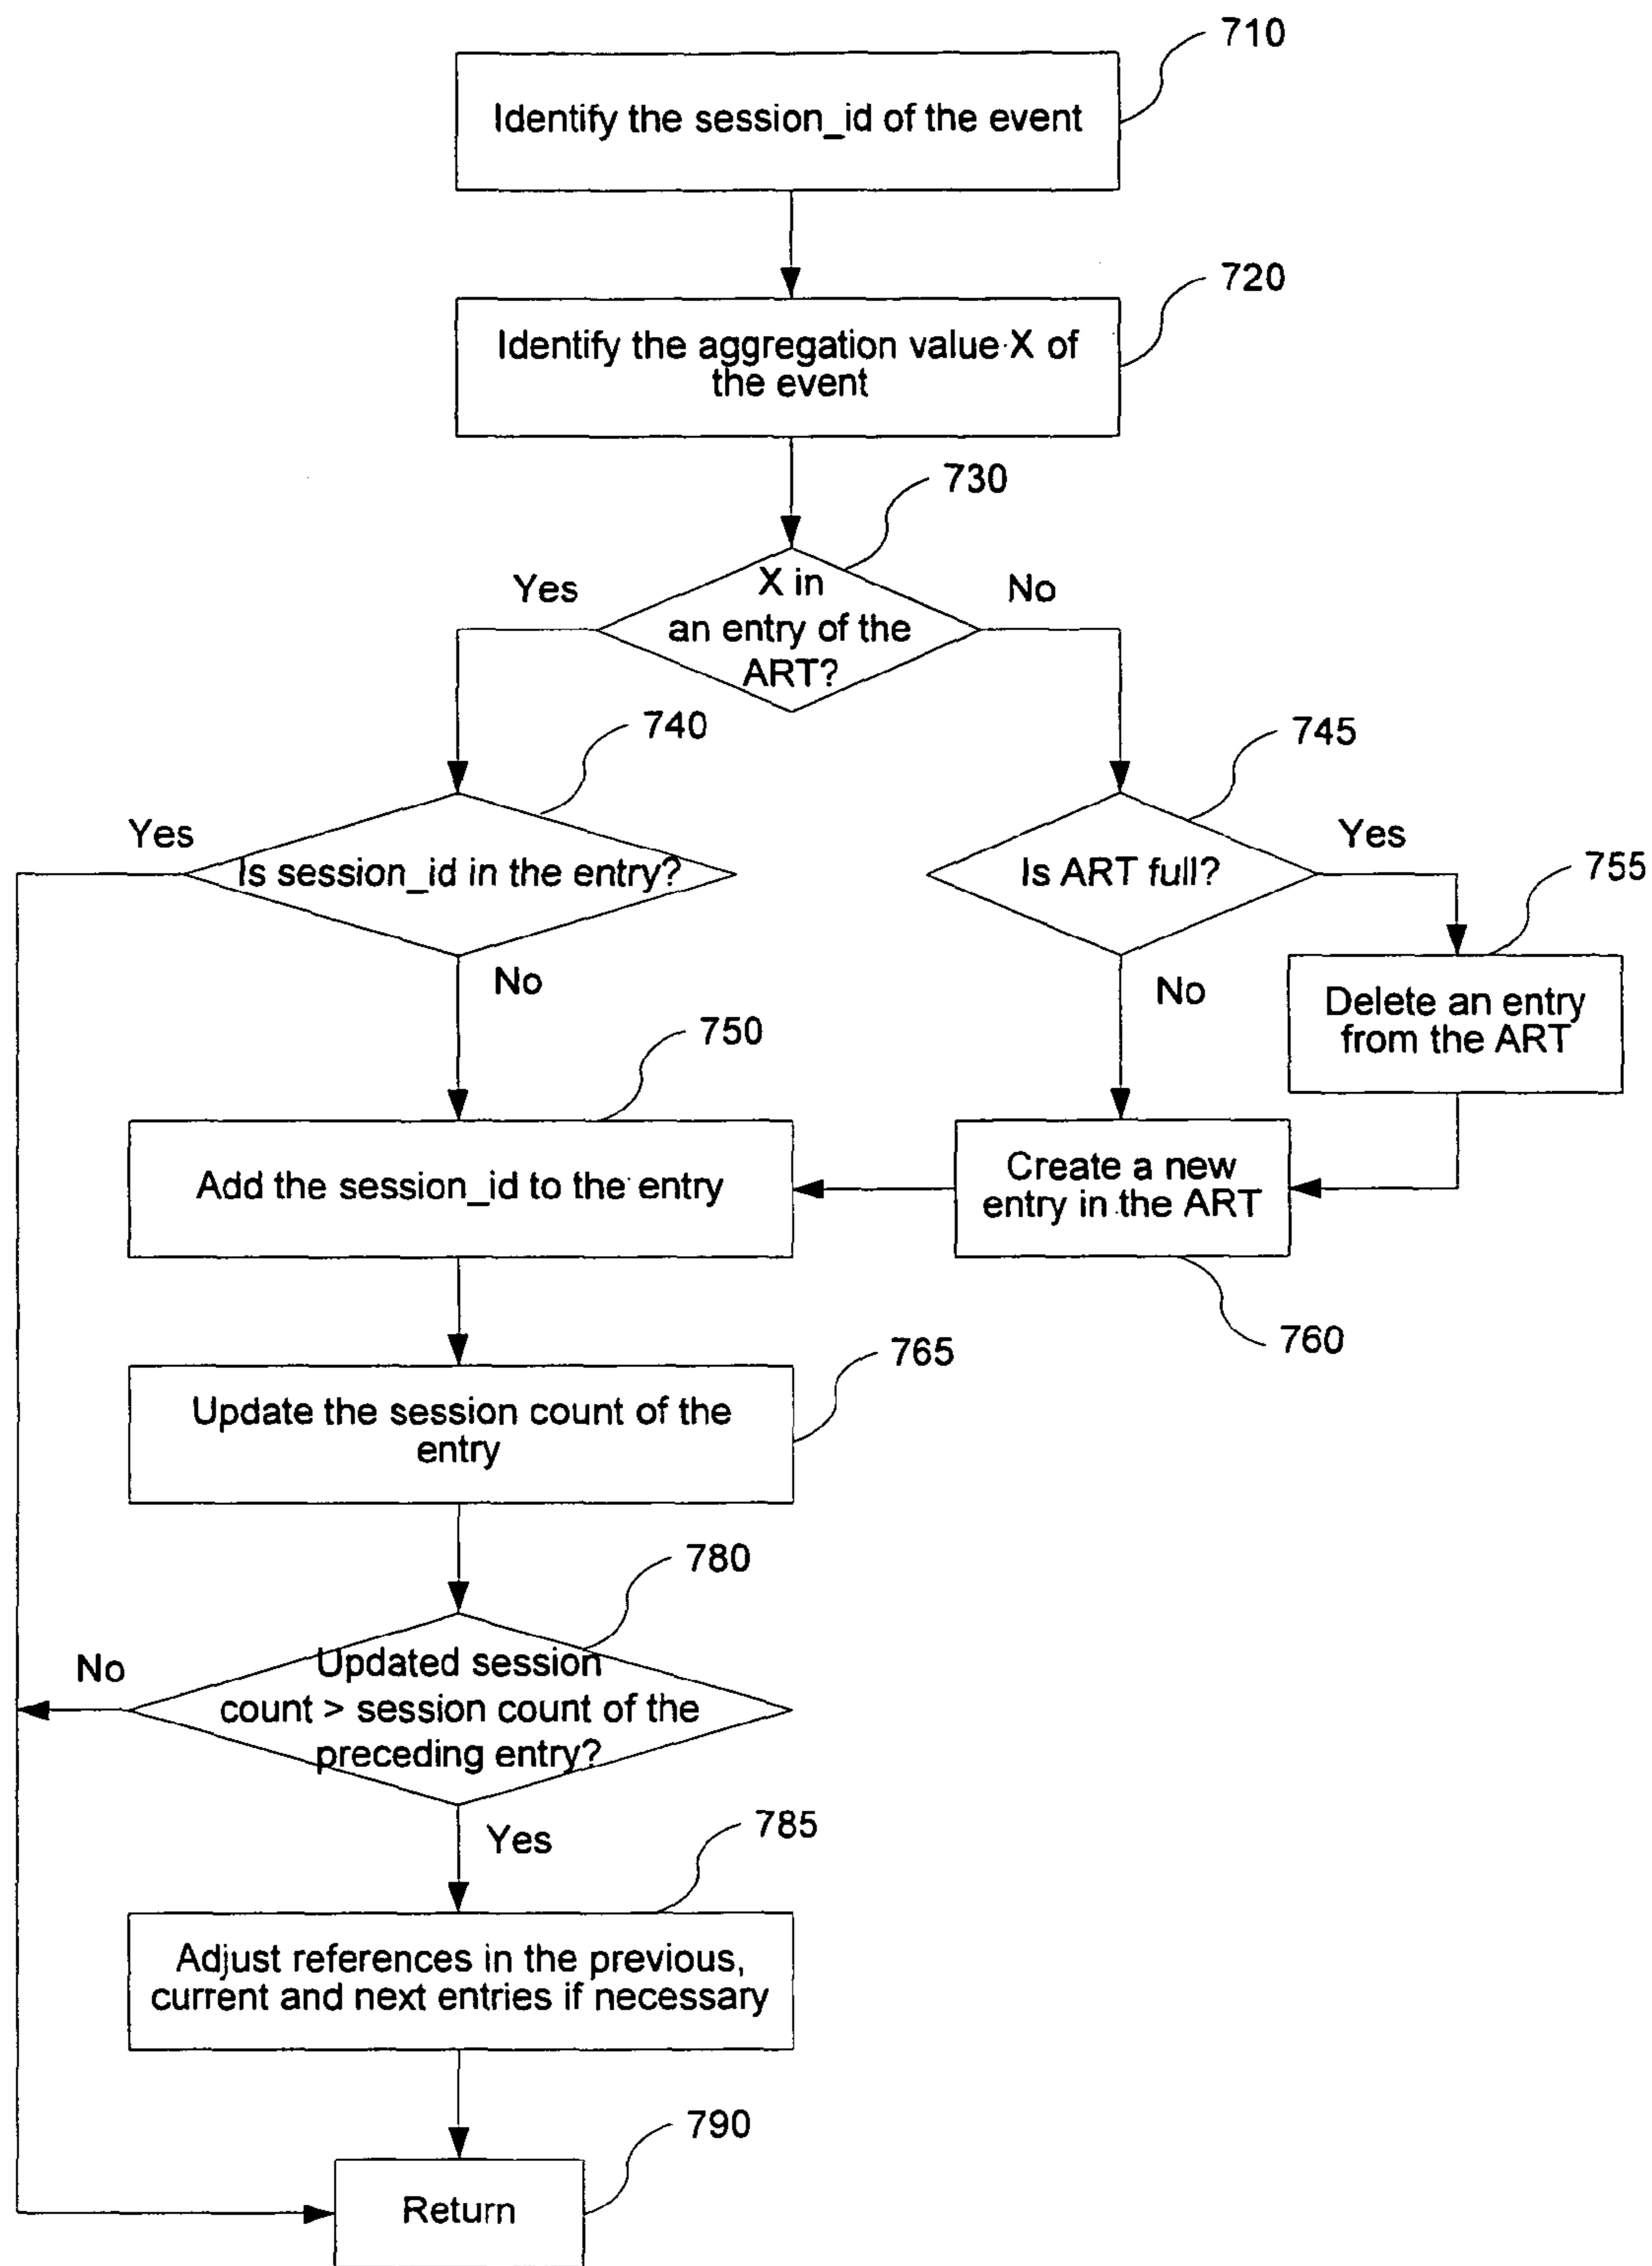 710
Identify the session_id of the event
720
Identify the aggregation value X of
the event
730
Yes
X in
an entry of the
ART?
No
740
745
Yes
Is session_id in the entry?
Is ART full?
Yes
755
No
No
Delete an entry
from the ART
750
Add the session_id to the entry
Create a new
entry in the ART
760
765
Update the session count of the
entry
780
No
Updated session
count > session count of the
preceding entry?
Yes
785
Adjust references in the previous,
current and next entries if necessary
790
Return